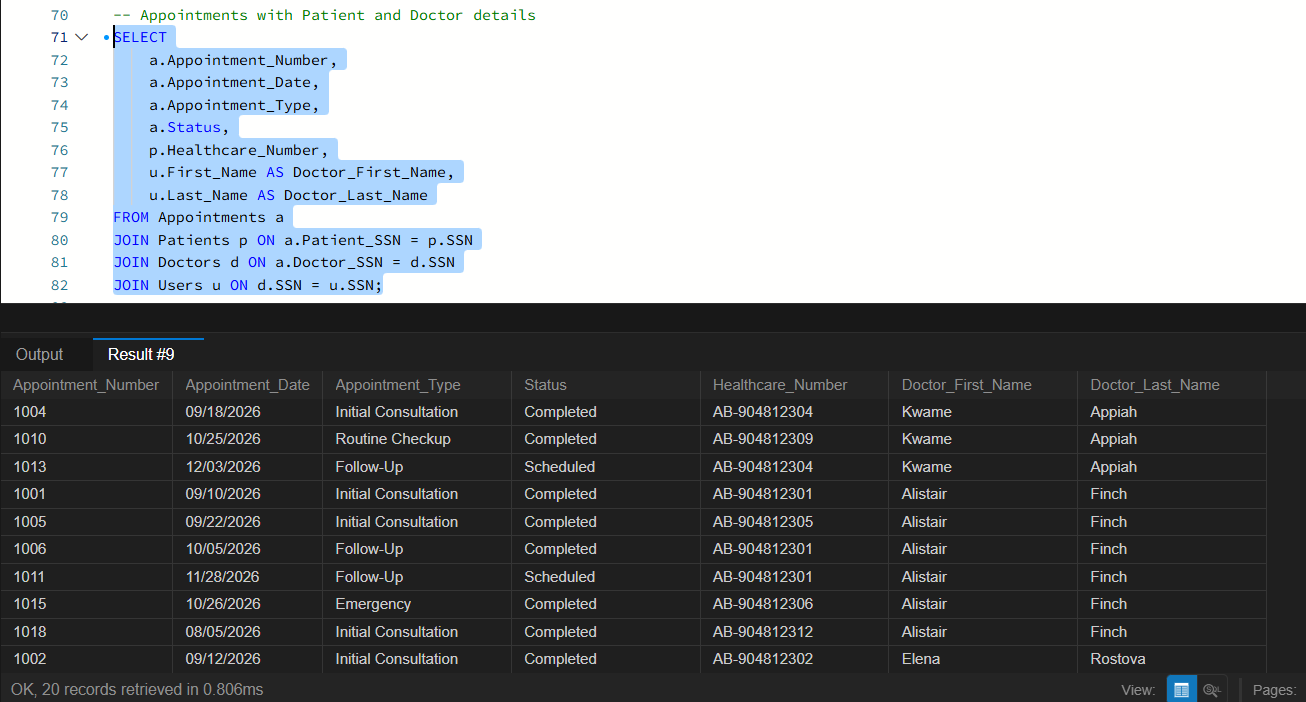 70 -- Appointments with Patient and Doctor details
71 SELECT
72 a.Appointment_Number,
73 a.Appointment_Date,
74 a.Appointment_Type,
75 a.Status,
76 p.Healthcare_Number,
77 u.First_Name AS Doctor_First_Name,
78 u.Last_Name AS Doctor_Last_Name
79 FROM Appointments a
80 JOIN Patients p ON a.Patient_SSN = p.SSN
81 JOIN Doctors d ON a.Doctor_SSN = d.SSN
82 JOIN Users u ON d.SSN = u.SSN;
Output Result #9
Appointment_Number Appointment_Date Appointment_Type Status Healthcare_Number Doctor_First_Name Doctor_Last_Name
1004 09/18/2026 Initial Consultation Completed AB-904812304 Kwame Appiah
1010 10/25/2026 Routine Checkup Completed AB-904812309 Kwame Appiah
1013 12/03/2026 Follow-Up Scheduled AB-904812304 Kwame Appiah
1001 09/10/2026 Initial Consultation Completed AB-904812301 Alistair Finch
1005 09/22/2026 Initial Consultation Completed AB-904812305 Alistair Finch
1006 10/05/2026 Follow-Up Completed AB-904812301 Alistair Finch
1011 11/28/2026 Follow-Up Scheduled AB-904812301 Alistair Finch
1015 10/26/2026 Emergency Completed AB-904812306 Alistair Finch
1018 08/05/2026 Initial Consultation Completed AB-904812312 Alistair Finch
1002 09/12/2026 Initial Consultation Completed AB-904812302 Elena Rostova
OK, 20 records retrieved in 0.806ms View: SQL Pages: